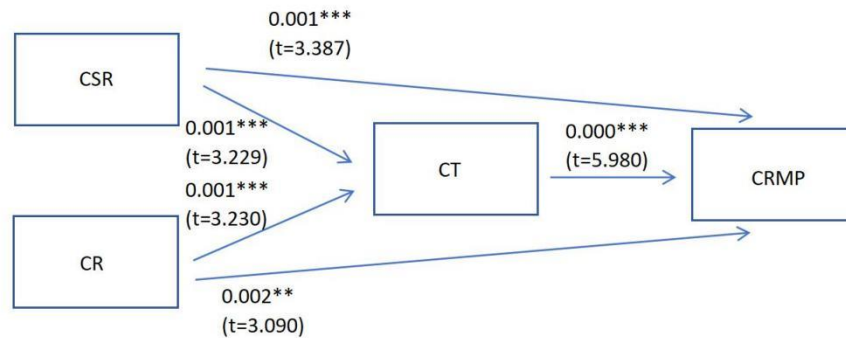 0.001***
(t=3.387)
CSR
0.001***
(t=3.229)
CT
0.000***
(t=5.980)
CRMP
0.001***
(t=3.230)
CR
0.002**
(t=3.090)